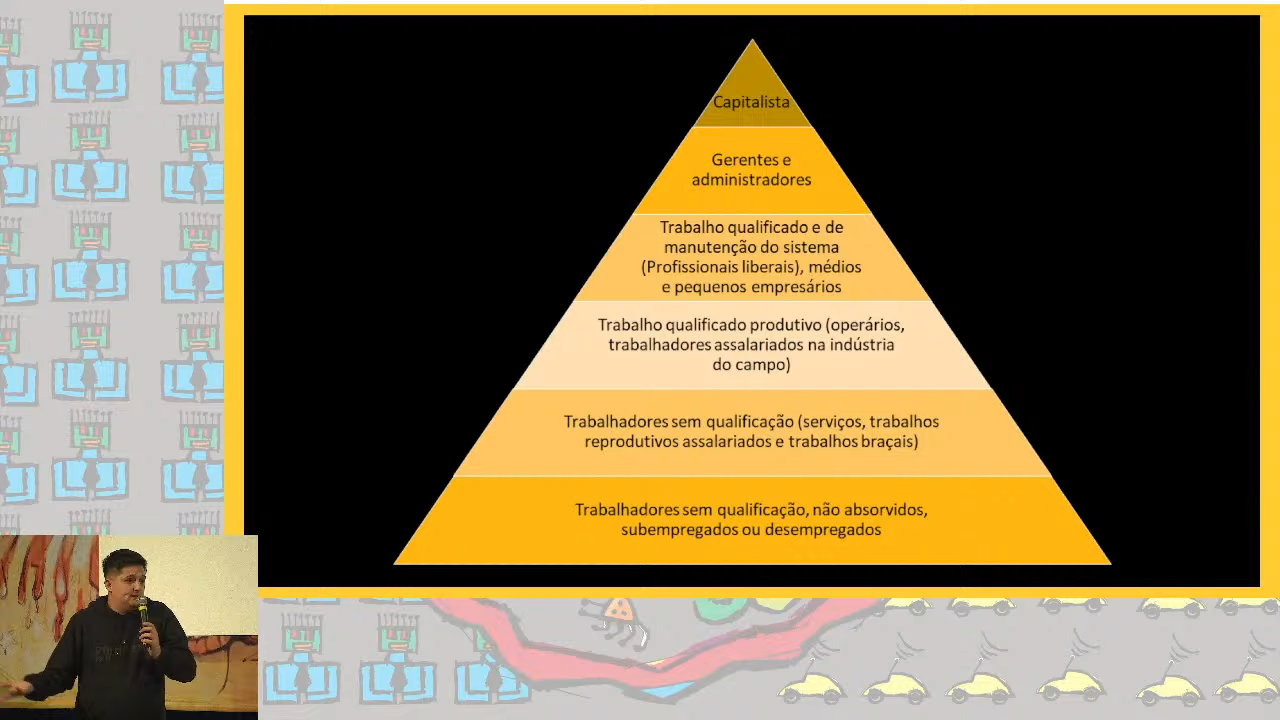 Capitalista
Gerentes e
administradores
Trabalho qualificado e de
manutenção do sistema
(Profissionais liberais), médios
e pequenos empresários
Trabalho qualificado produtivo (operários,
trabalhadores assalariados na indústria
do campo)
Trabalhadores sem qualificação (serviços, trabalhos
reprodutivos assalariados e trabalhos braçais)
Trabalhadores sem qualificação, não absorvidos,
subempregados ou desempregados